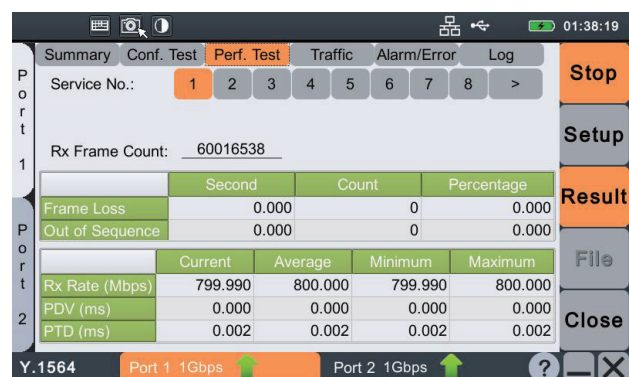 01:38:19
Summary Conf. Test Perf. Test Traffic Alarm/Error Log
Port 1
Port 2
Service No.: 1 2 3 4 5 6 7 8 >
Rx Frame Count: 60016538
Second Count Percentage
Frame Loss 0.000 0 0.000
Out of Sequence 0.000 0 0.000
Current Average Minimum Maximum
Rx Rate (Mbps) 799.990 800.000 799.990 800.000
PDV (ms) 0.000 0.000 0.000 0.000
PTD (ms) 0.002 0.002 0.002 0.002
Stop
Setup
Result
File
Close
Y.1564 Port 1 1Gbps Port 2 1Gbps ?